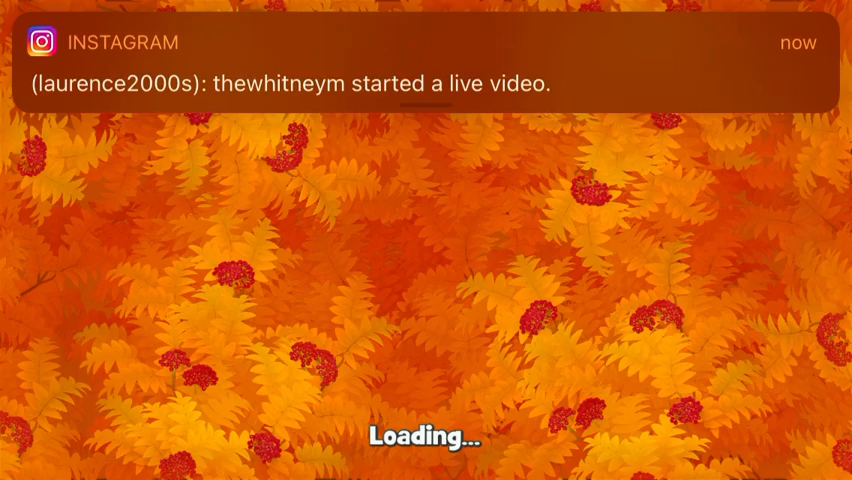 INSTAGRAM now
(laurence2000s): thewhitneym started a live video.
Loading...